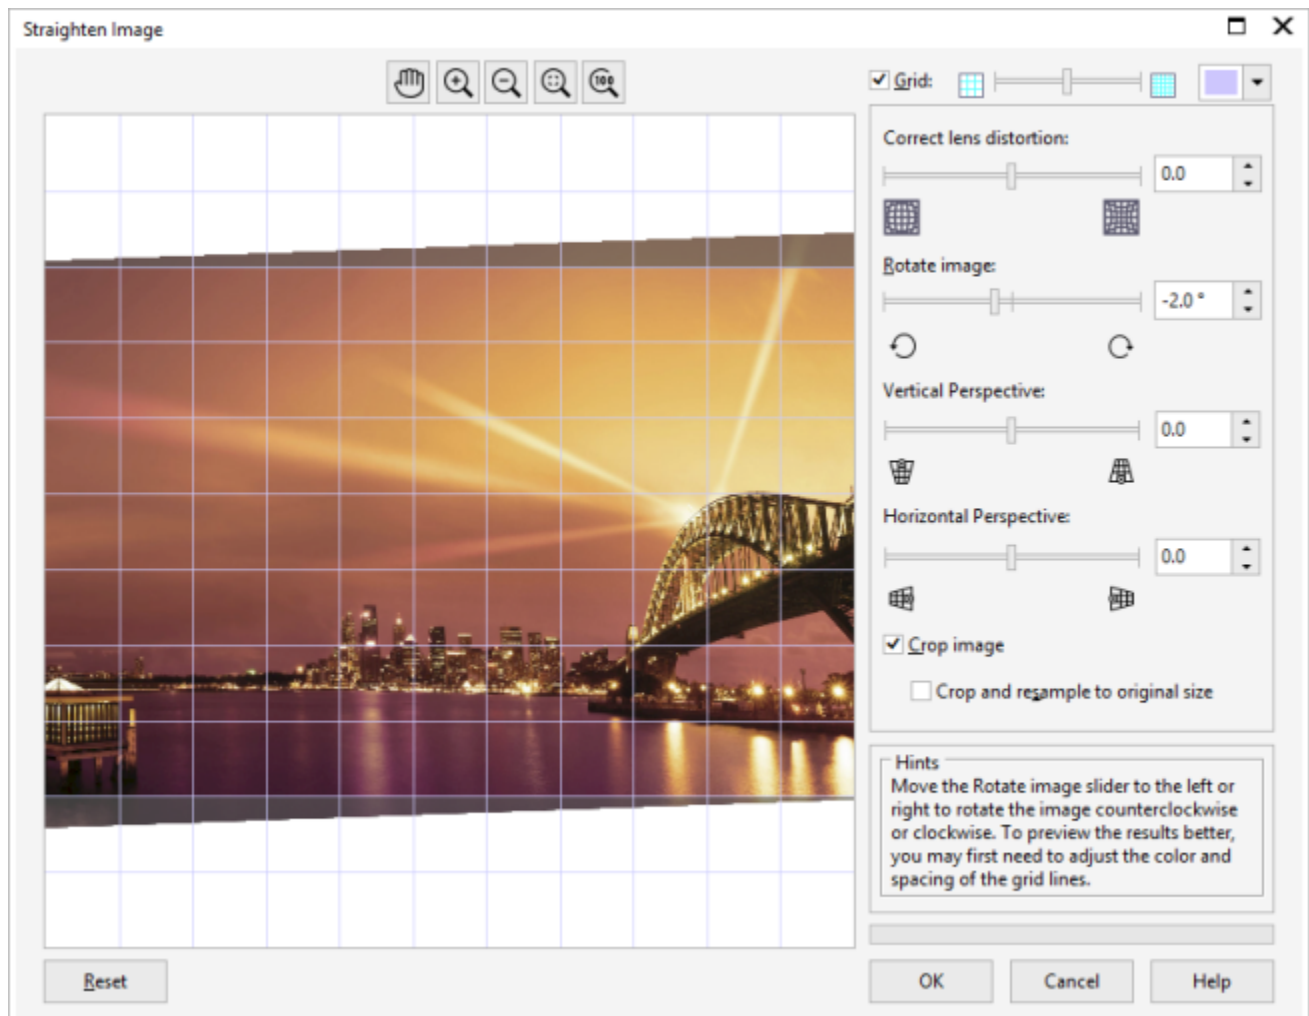 Straighten Image
100
Grid:
Correct lens distortion:
0.0
Rotate image:
-2.0 °
Vertical Perspective:
0.0
Horizontal Perspective:
0.0
Crop image
Crop and resample to original size
Hints
Move the Rotate image slider to the left or
right to rotate the image counterclockwise
or clockwise. To preview the results better,
you may first need to adjust the color and
spacing of the grid lines.
Reset
OK
Cancel
Help